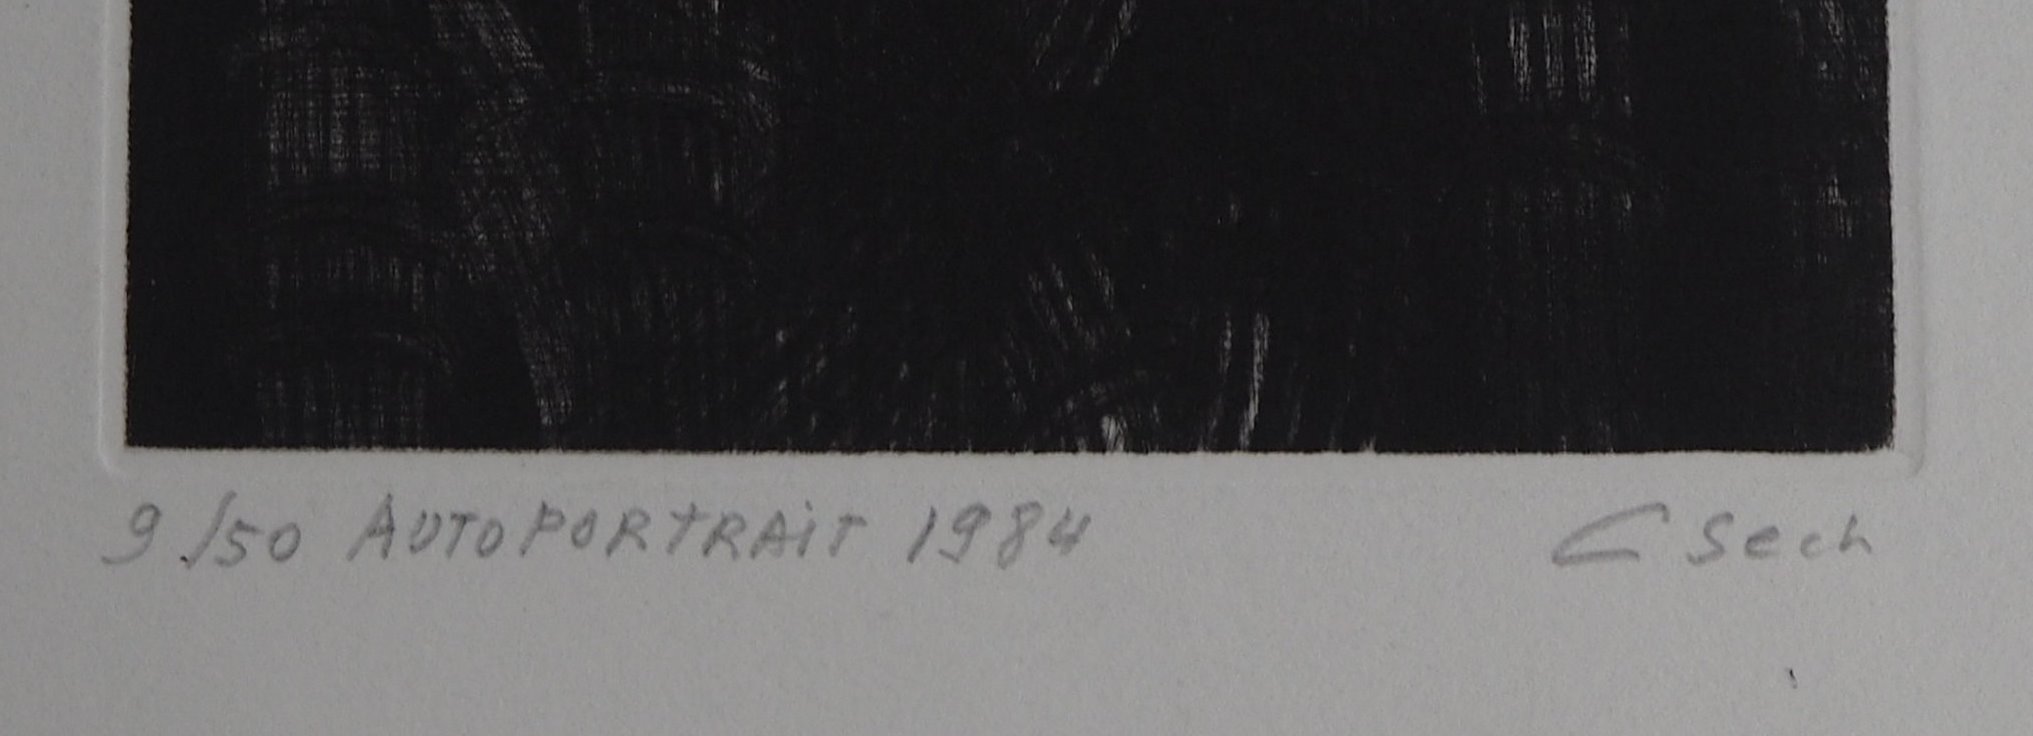 9/50 AUTOPORTRAiT 1984 C Sech